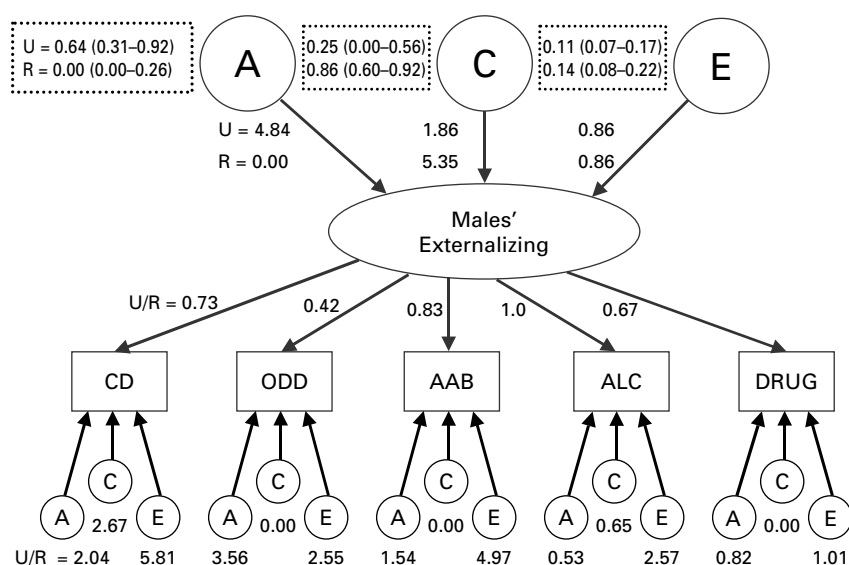 U = 0.64 (0.31–0.92)
R = 0.00 (0.00–0.26)
A
0.25 (0.00–0.56)
0.86 (0.60–0.92)
C
0.11 (0.07–0.17)
0.14 (0.08–0.22)
E
U = 4.84 1.86 0.86
R = 0.00 5.35 0.86
Males'
Externalizing
U/R = 0.73 0.42 0.83 1.0 0.67
CD ODD AAB ALC DRUG
C C C C C
A E A E A E A E A E
2.67 0.00 0.00 0.65 0.00
U/R = 2.04 5.81 3.56 2.55 1.54 4.97 0.53 2.57 0.82 1.01